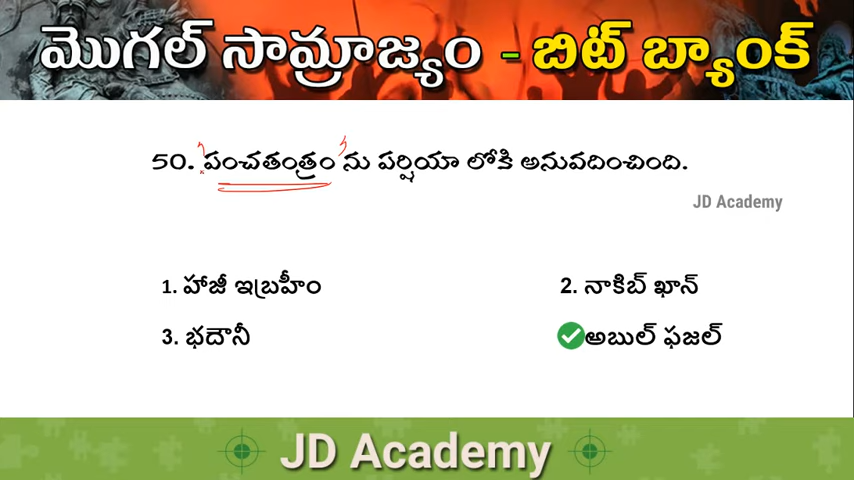 మొగల్ సామ్రాజ్యం - బిట్ బ్యాంక్
50. 'పంచతంత్రం' ను పర్షియా లోకి అనువదించింది.
JD Academy
1. హాజీ ఇబ్రహీం
2. నాకిబ్ ఖాన్
3. భదౌనీ
అబుల్ ఫజల్
JD Academy